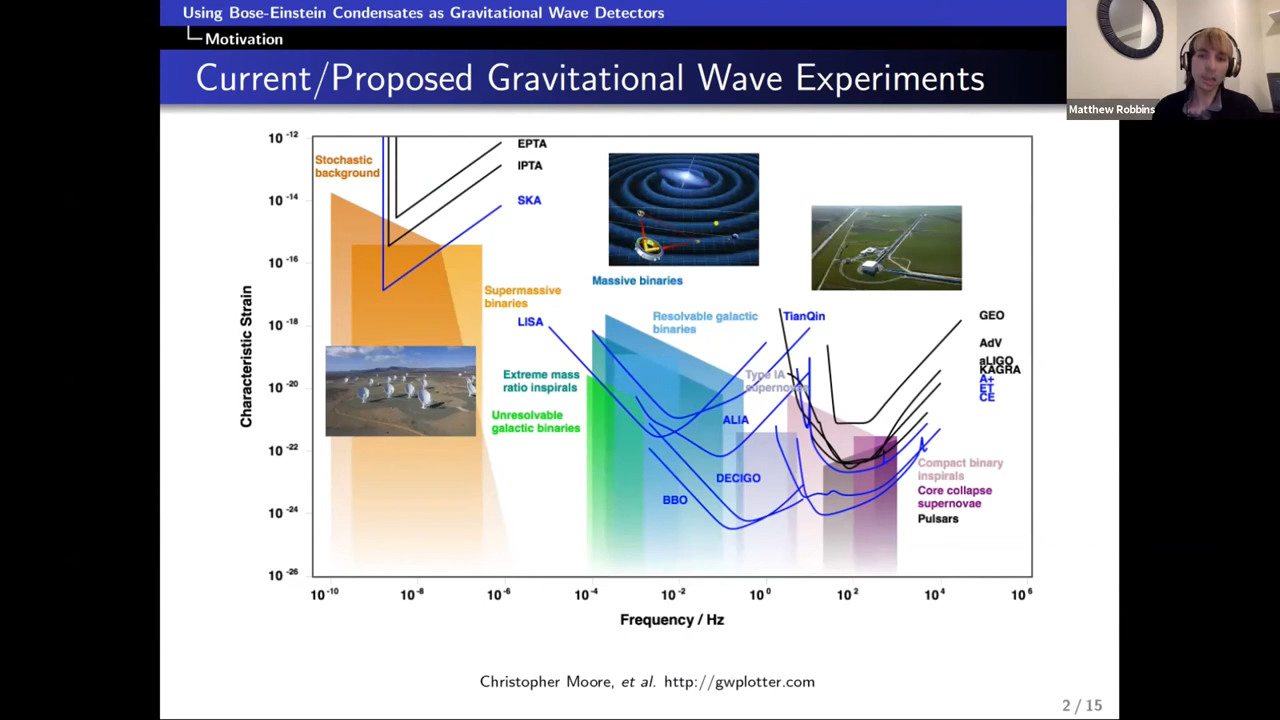 Using Bose-Einstein Condensates as Gravitational Wave Detectors
Motivation
Current/Proposed Gravitational Wave Experiments
Matthew Robbins
10 -12
10 -14
10 -16
10 -18
10 -20
10 -22
10 -24
10 -26
Characteristic Strain
Stochastic
background
EPTA
IPTA
SKA
Supermassive
binaries
LISA
Massive binaries
Resolvable galactic
binaries
Extreme mass
ratio inspirals
Unresolvable
galactic binaries
TianQin
Type IA
supernovae
ALIA
DECIGO
BBO
GEO
AdV
aLIGO
KAGRA
A+
ET
CE
Compact binary
inspirals
Core collapse
supernovae
Pulsars
10 -10
10 -8
10 -6
10 -4
10 -2
10 0
10 2
10 4
10 6
Frequency / Hz
Christopher Moore, et al. http://gwplotter.com
2 / 15